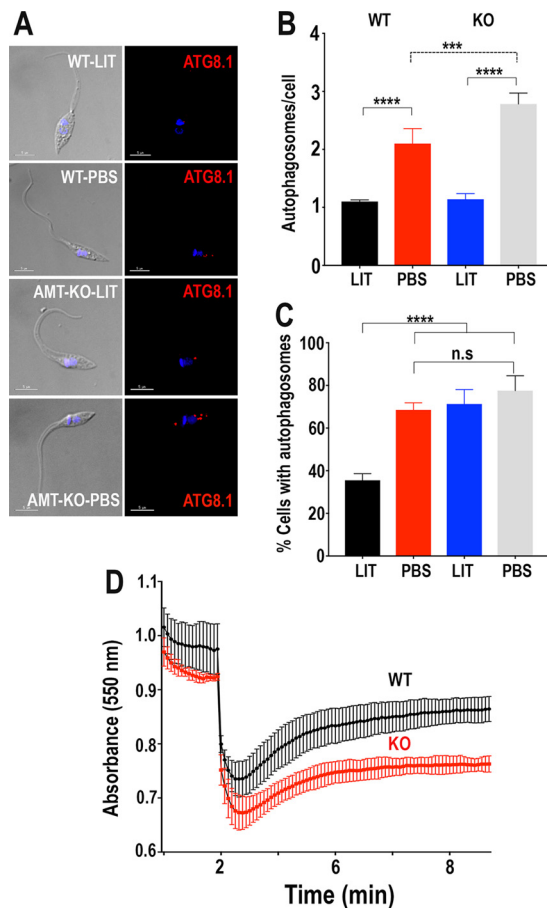 A
WT-LIT
ATG8.1
WT-PBS
ATG8.1
AMT-KO-LIT
ATG8.1
AMT-KO-PBS
ATG8.1
B
WT KO
***
**** ****
Autophagosomes/cell
4
3
2
1
0
LIT PBS LIT PBS
C
****
n.s
% Cells with autophagosomes
100
80
60
40
20
0
LIT PBS LIT PBS
D
Absorbance (550 nm)
1.1
1.0
0.9
0.8
0.7
0.6
WT
KO
2 6 8
Time (min)